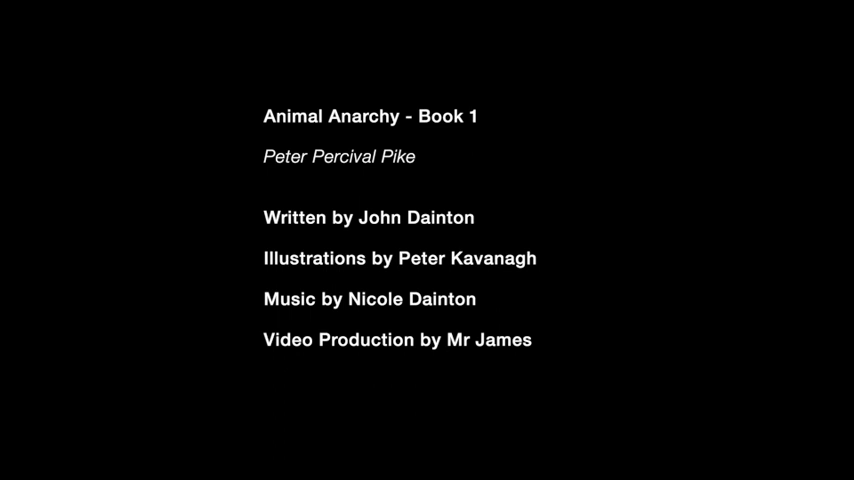 Animal Anarchy - Book 1
Peter Percival Pike
Written by John Dainton
Illustrations by Peter Kavanagh
Music by Nicole Dainton
Video Production by Mr James